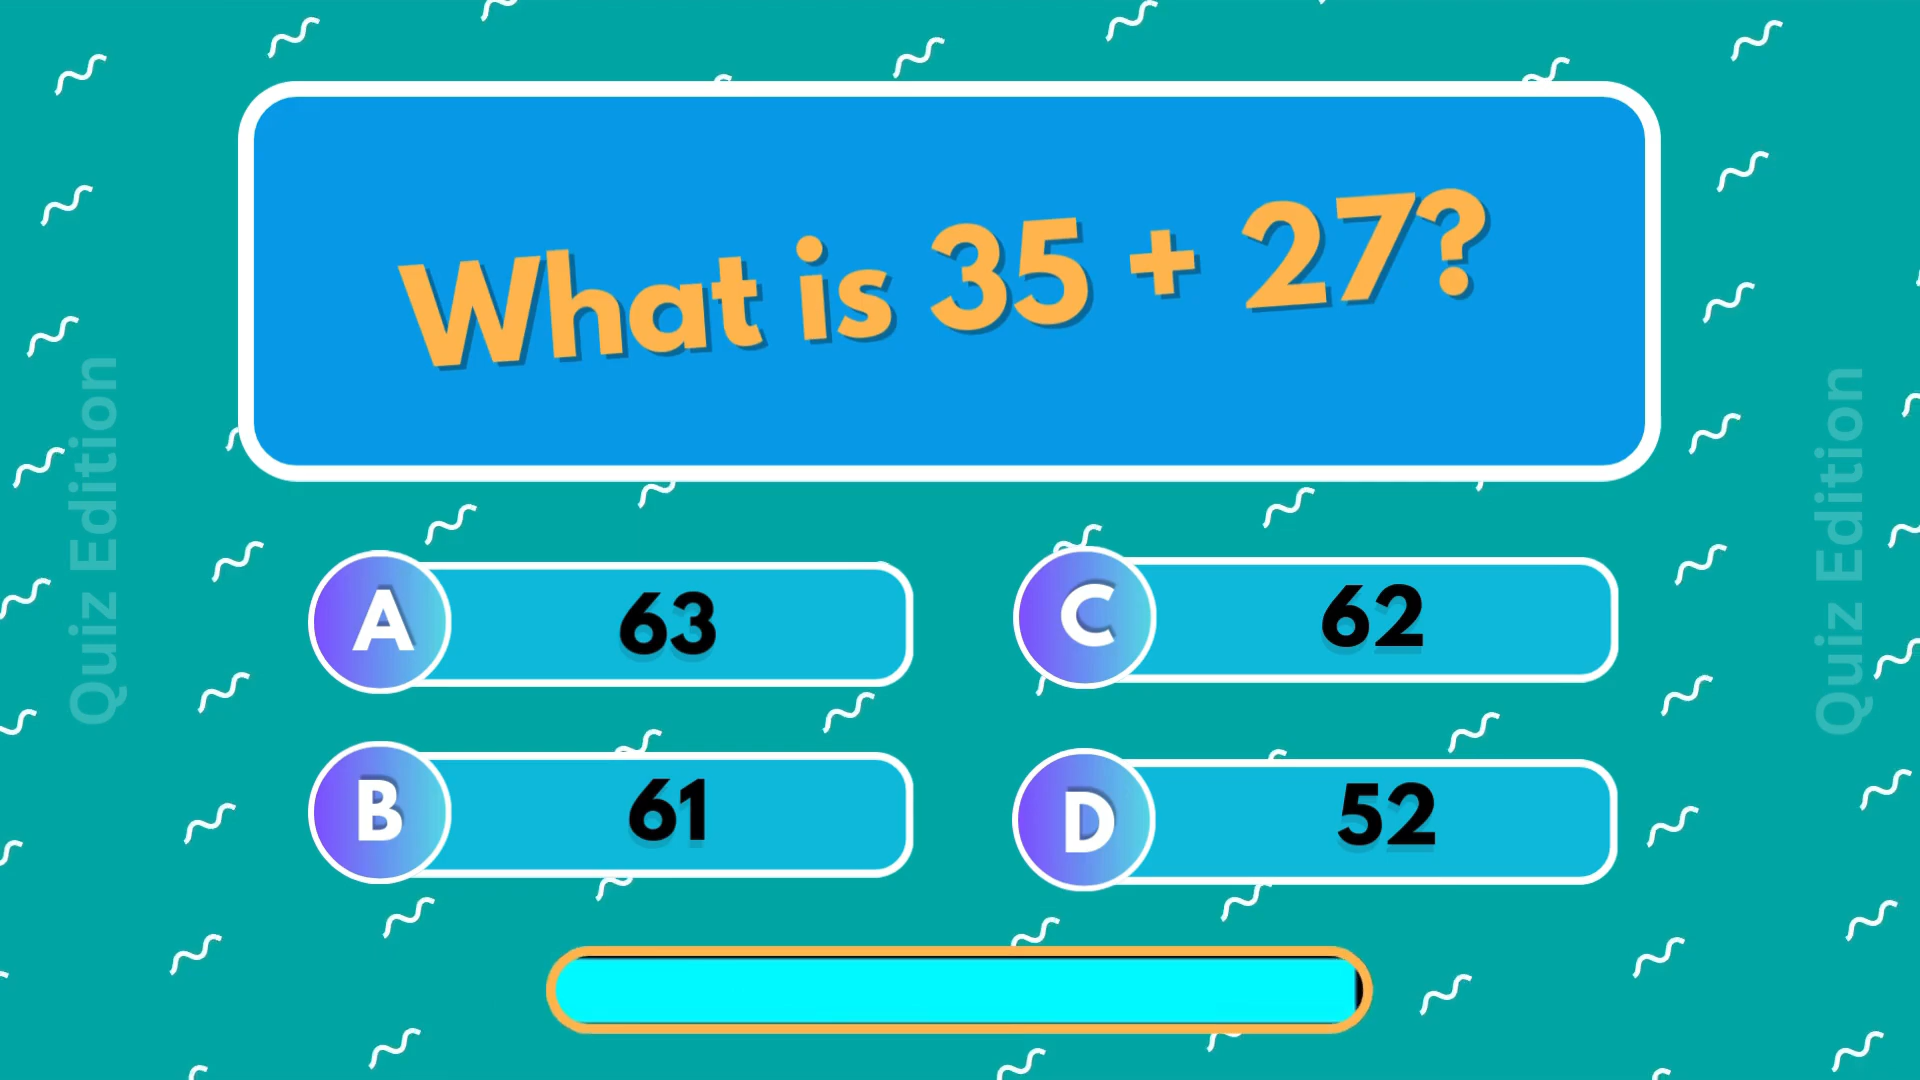 What is 35 + 27?
A 63
C 62
B 61
D 52
Quiz Edition
Quiz Edition